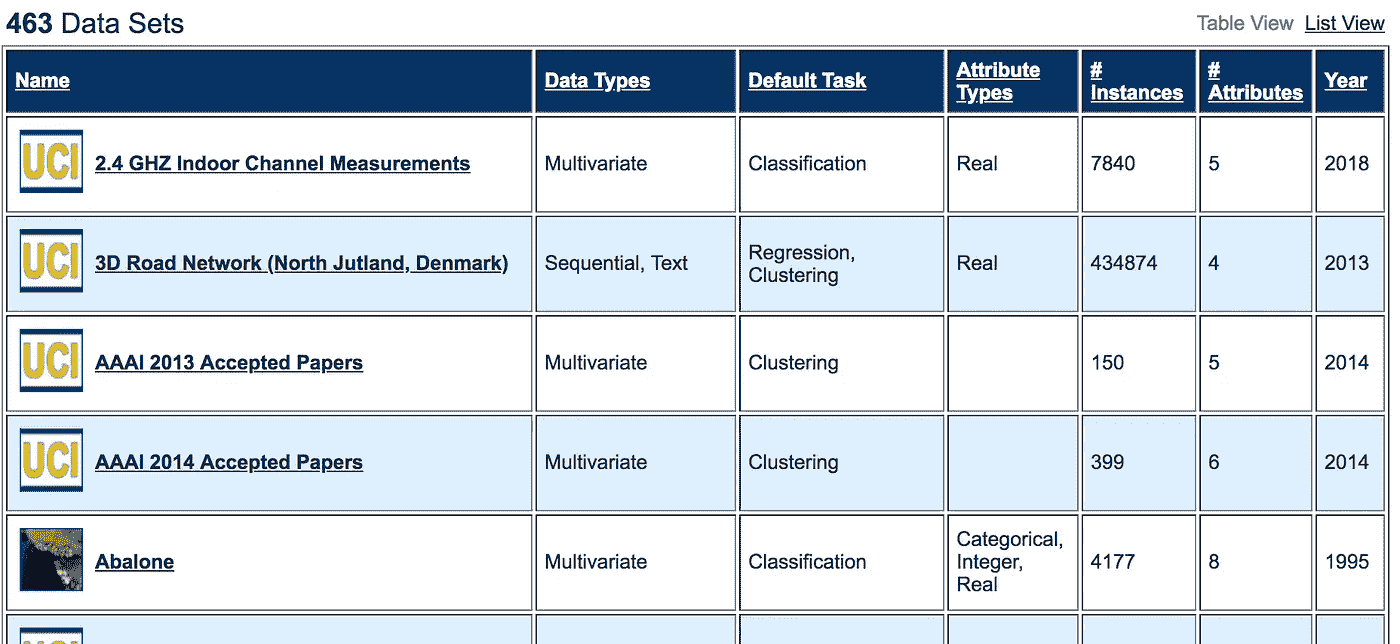 463 Data Sets
Table View List View
Name Data Types Default Task Attribute Types # Instances # Attributes Year
UCI 2.4 GHZ Indoor Channel Measurements Multivariate Classification Real 7840 5 2018
UCI 3D Road Network (North Jutland, Denmark) Sequential, Text Regression, Clustering Real 434874 4 2013
UCI AAAI 2013 Accepted Papers Multivariate Clustering 150 5 2014
UCI AAAI 2014 Accepted Papers Multivariate Clustering 399 6 2014
Abalone Multivariate Classification Categorical, Integer, Real 4177 8 1995
UCI